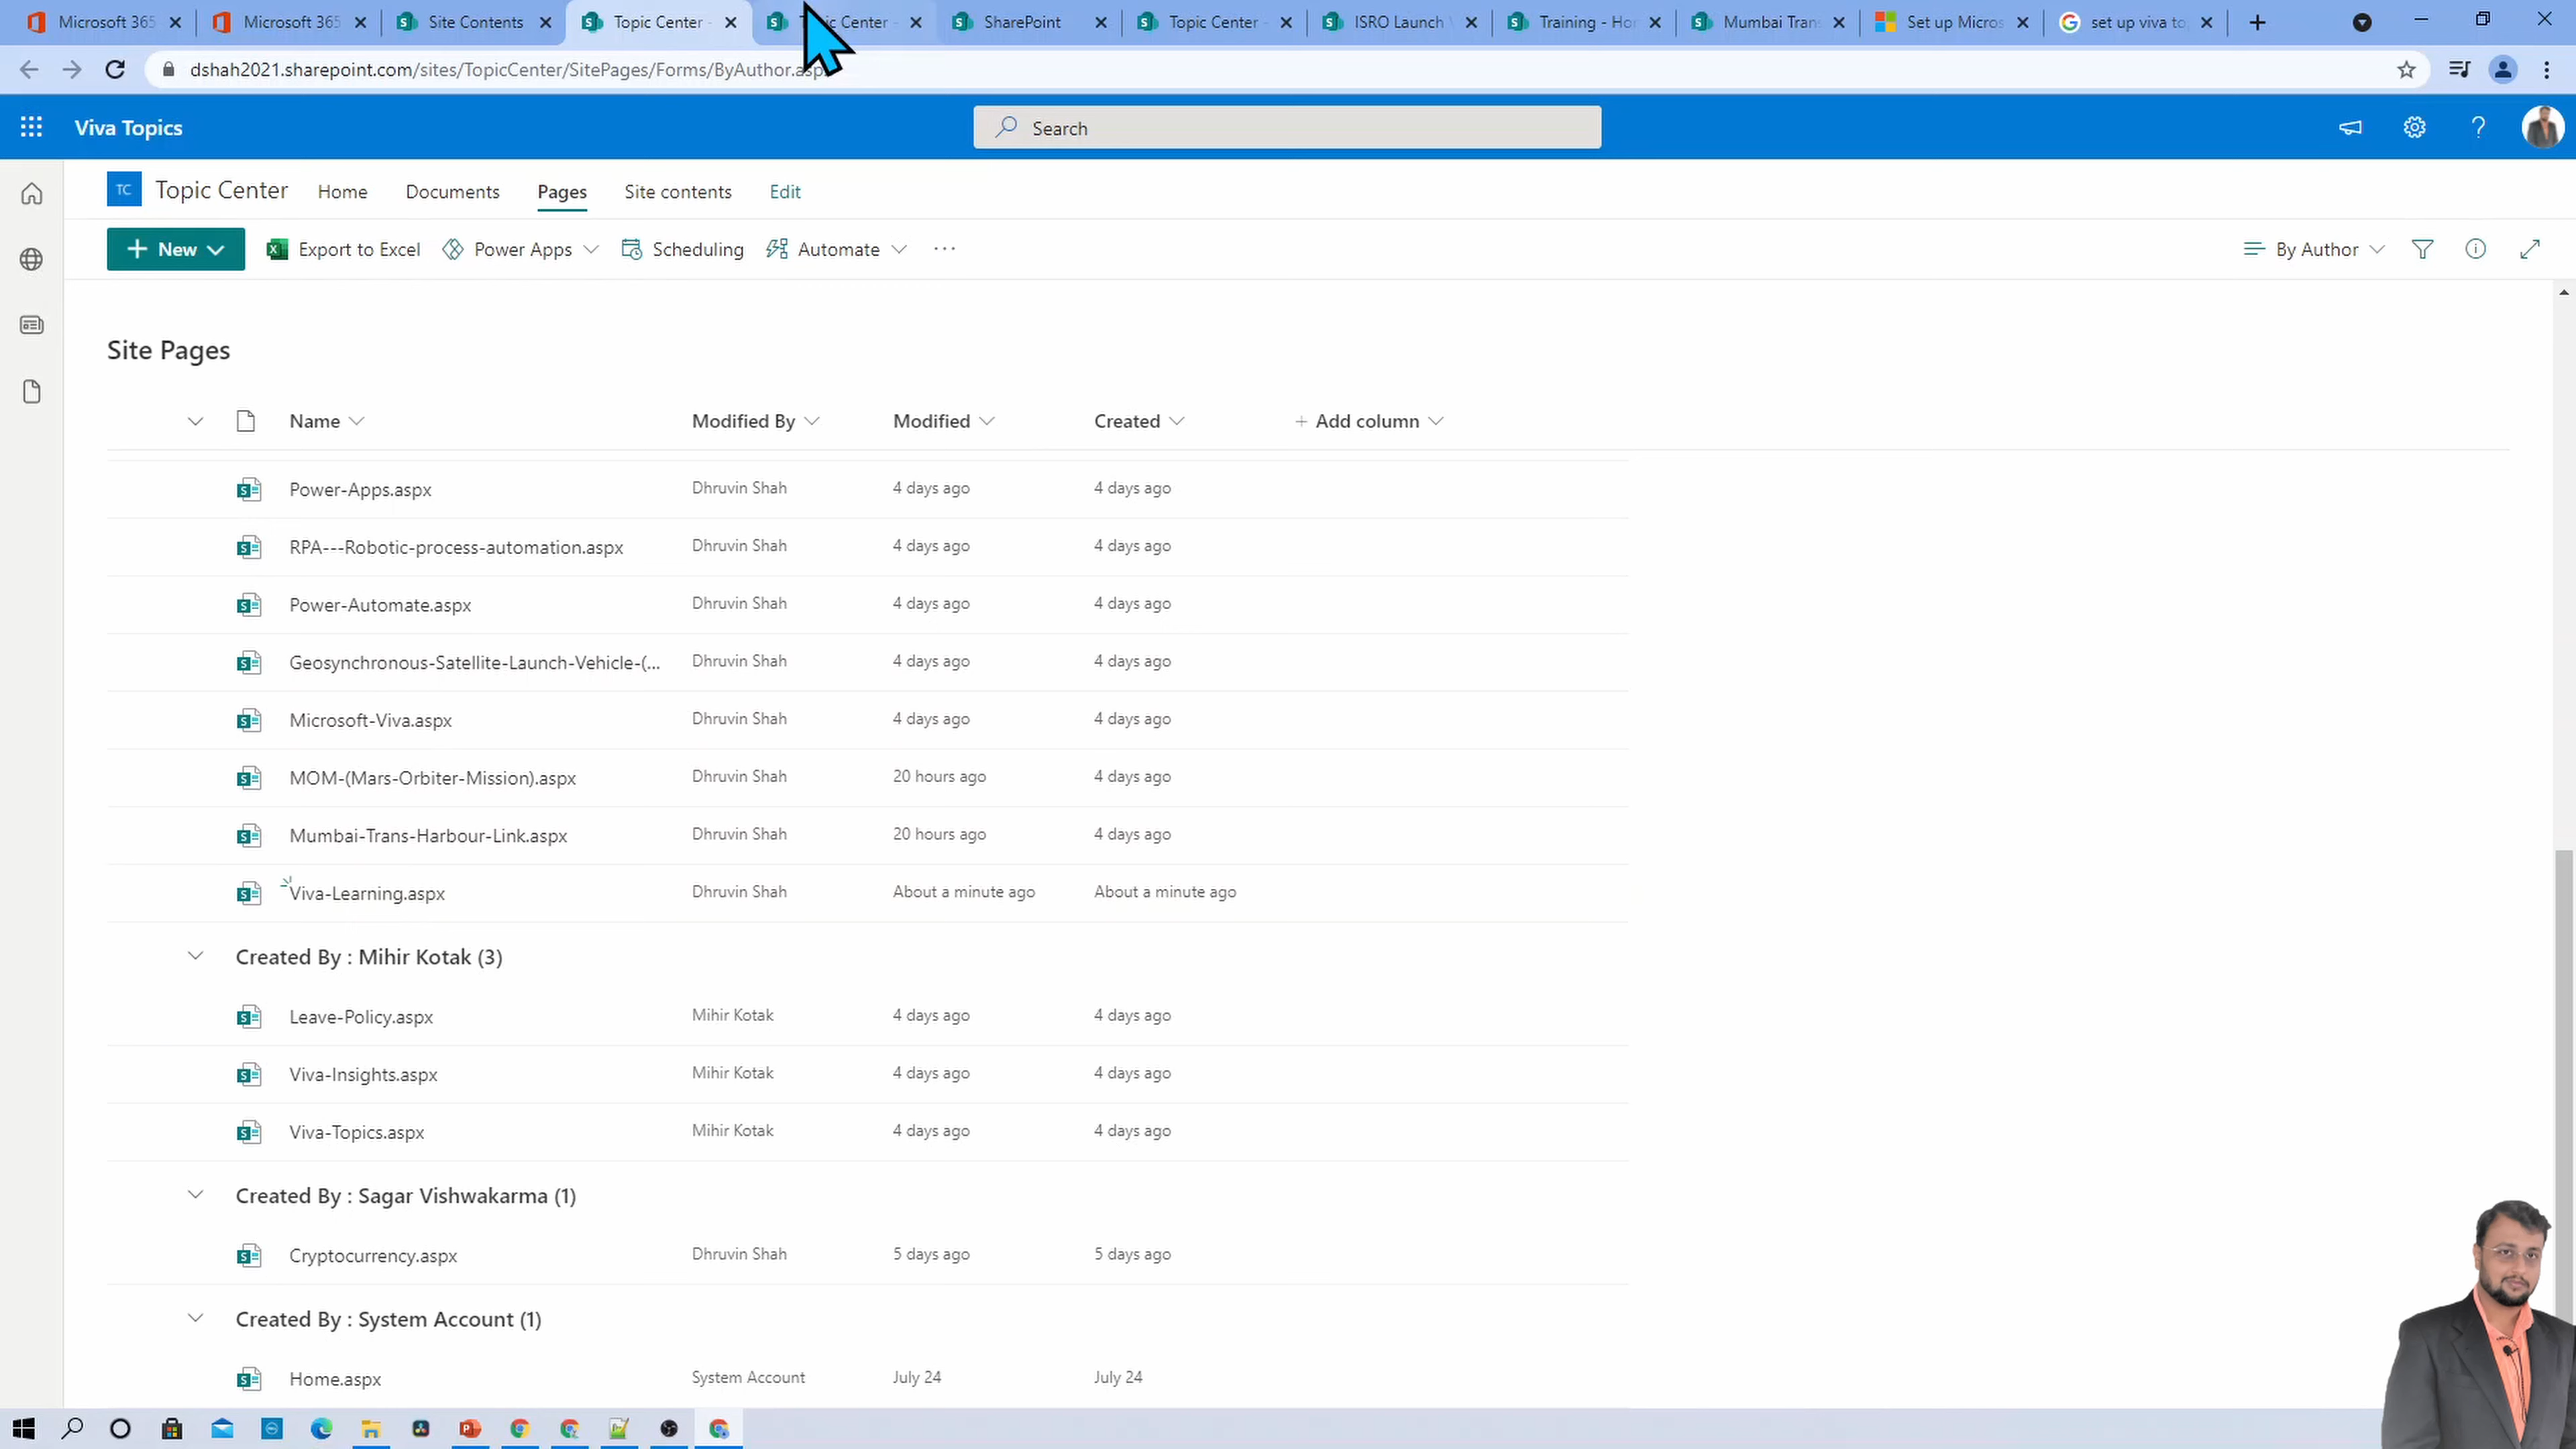 Microsoft 365 Microsoft 365 Site Contents Topic Center - Center - SharePoint Topic Center - ISRO Launch Training - Ho Mumbai Trans Set up Micros set up viva to
dshah2021.sharepoint.com/sites/TopicCenter/SitePages/Forms/ByAuthor.asp
Viva Topics Search ?
TC Topic Center Home Documents Pages Site contents Edit
+ New Export to Excel Power Apps Scheduling Automate ... By Author
Site Pages
Name Modified By Modified Created + Add column
Power-Apps.aspx Dhruvin Shah 4 days ago 4 days ago
RPA---Robotic-process-automation.aspx Dhruvin Shah 4 days ago 4 days ago
Power-Automate.aspx Dhruvin Shah 4 days ago 4 days ago
Geosynchronous-Satellite-Launch-Vehicle-(... Dhruvin Shah 4 days ago 4 days ago
Microsoft-Viva.aspx Dhruvin Shah 4 days ago 4 days ago
MOM-(Mars-Orbiter-Mission).aspx Dhruvin Shah 20 hours ago 4 days ago
Mumbai-Trans-Harbour-Link.aspx Dhruvin Shah 20 hours ago 4 days ago
Viva-Learning.aspx Dhruvin Shah About a minute ago About a minute ago
Created By : Mihir Kotak (3)
Leave-Policy.aspx Mihir Kotak 4 days ago 4 days ago
Viva-Insights.aspx Mihir Kotak 4 days ago 4 days ago
Viva-Topics.aspx Mihir Kotak 4 days ago 4 days ago
Created By : Sagar Vishwakarma (1)
Cryptocurrency.aspx Dhruvin Shah 5 days ago 5 days ago
Created By : System Account (1)
Home.aspx System Account July 24 July 24